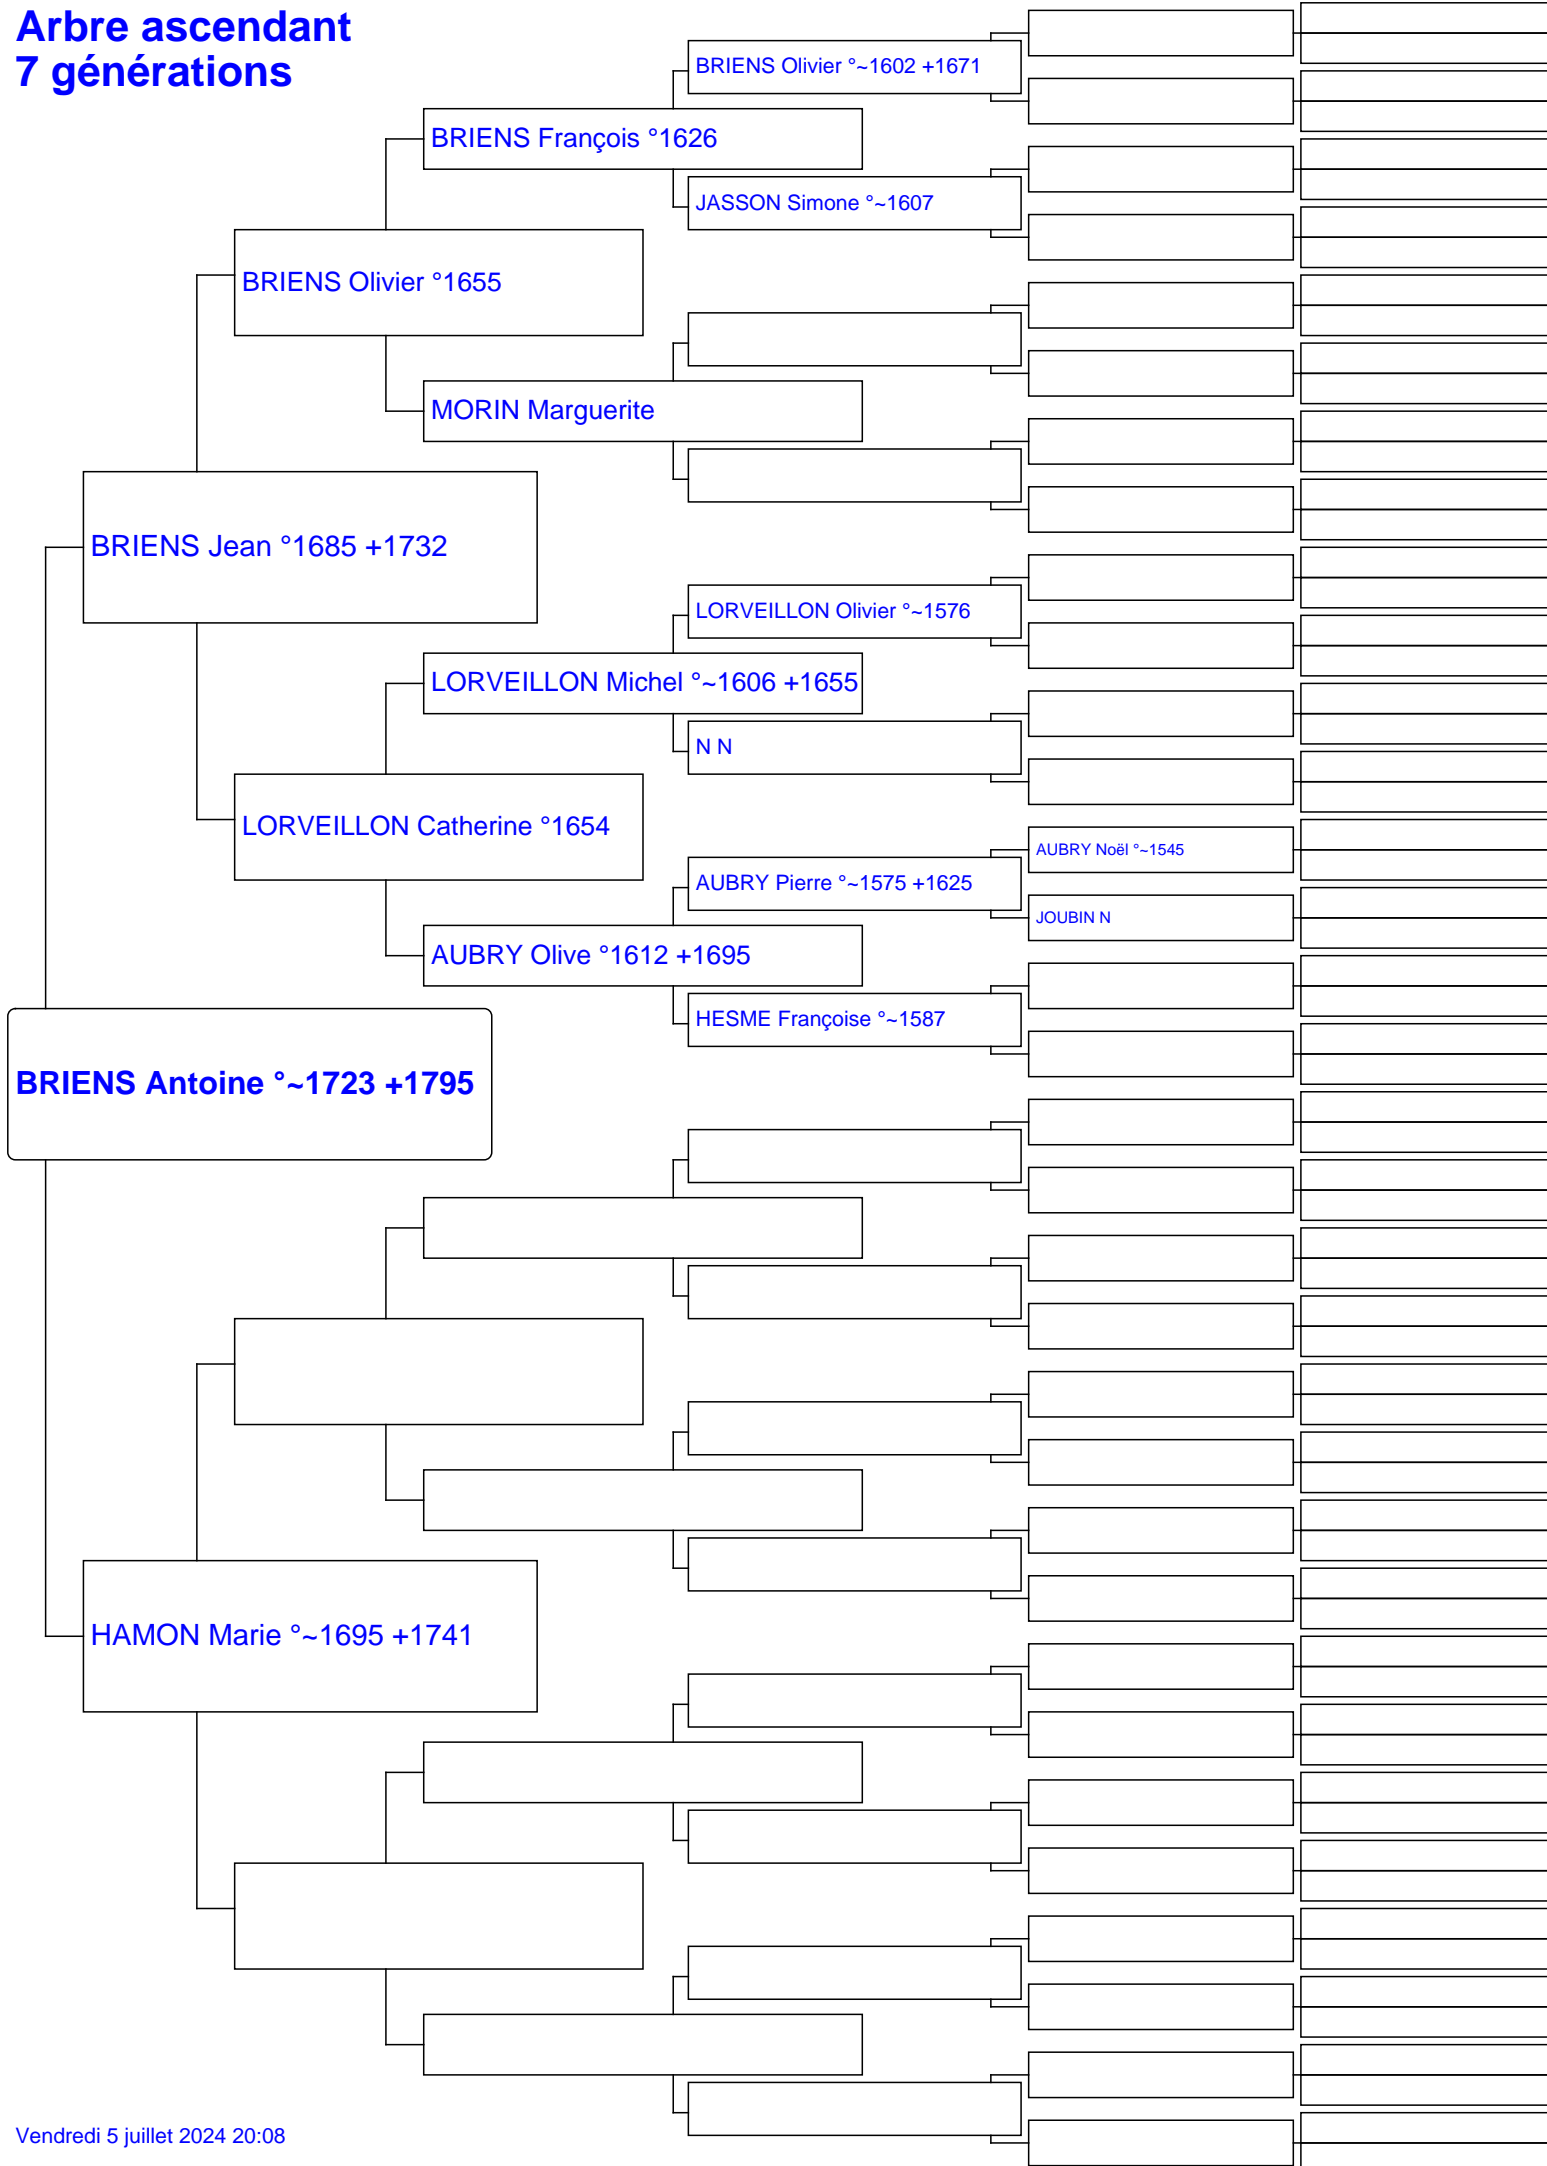 Arbre ascendant
7 générations
BRIENS Olivier °~1602 +1671
BRIENS François °1626
JASSON Simone °~1607
BRIENS Olivier °1655
MORIN Marguerite
BRIENS Jean °1685 +1732
LORVEILLON Olivier °~1576
LORVEILLON Michel °~1606 +1655
N N
LORVEILLON Catherine °1654
AUBRY Noël °~1545
AUBRY Pierre °~1575 +1625
JOUBIN N
AUBRY Olive °1612 +1695
HESME Françoise °~1587
BRIENS Antoine °~1723 +1795
HAMON Marie °~1695 +1741
Vendredi 5 juillet 2024 20:08